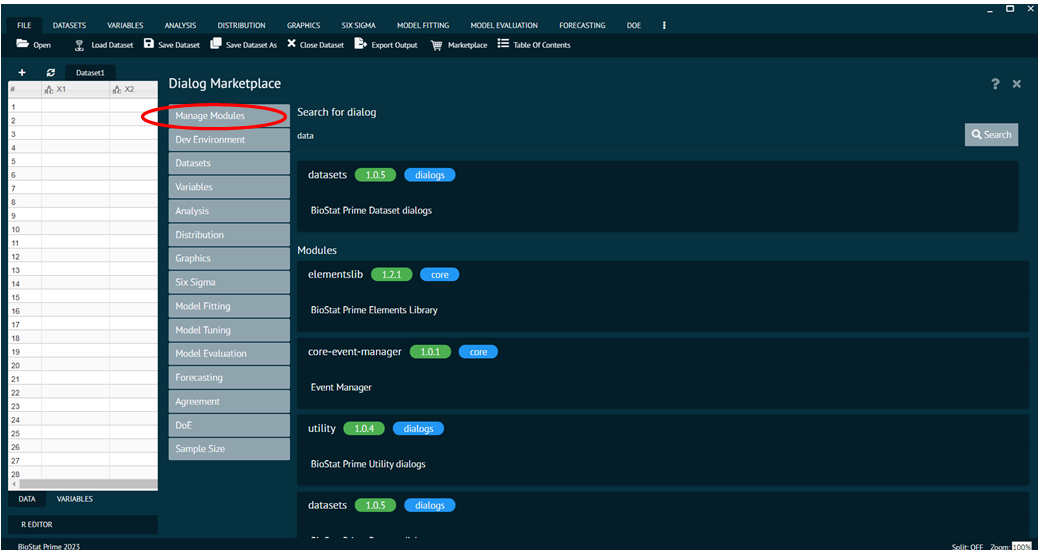 FILE DATASETS VARIABLES ANALYSIS DISTRIBUTION GRAPHICS SIX SIGMA MODEL FITTING MODEL EVALUATION FORECASTING DOE
Open Load Dataset Save Dataset Save Dataset As Close Dataset Export Output Marketplace Table Of Contents
Dataset1
# X1 X2
1
2
3
4
5
6
7
8
9
10
11
12
13
14
15
16
17
18
19
20
21
22
23
24
25
26
27
28
DATA VARIABLES
R EDITOR
Dialog Marketplace
Manage Modules
Dev Environment
Datasets
Variables
Analysis
Distribution
Graphics
Six Sigma
Model Fitting
Model Tuning
Model Evaluation
Forecasting
Agreement
DoE
Sample Size
Search for dialog
data
Search
datasets 1.0.5 dialogs
BioStat Prime Dataset dialogs
Modules
elementslib 1.2.1 core
BioStat Prime Elements Library
core-event-manager 1.0.1 core
Event Manager
utility 1.0.4 dialogs
BioStat Prime Utility dialogs
datasets 1.0.5 dialogs
BioStat Prime 2023
Split: OFF Zoom: 100%